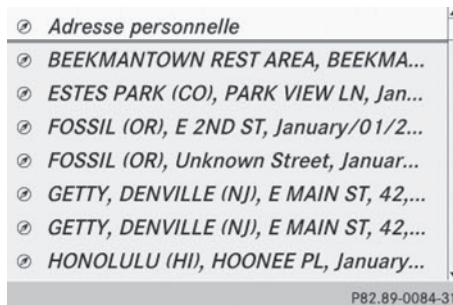 Adresse personnelle
BEEKMANTOWN REST AREA, BEEKMA...
ESTES PARK (CO), PARK VIEW LN, Jan...
FOSSIL (OR), E 2ND ST, January/01/2...
FOSSIL (OR), Unknown Street, Januar...
GETTY, DENVILLE (NJ), E MAIN ST, 42,...
GETTY, DENVILLE (NJ), E MAIN ST, 42,...
HONOLULU (HI), HOONEE PL, January...
P82.89-0084-31